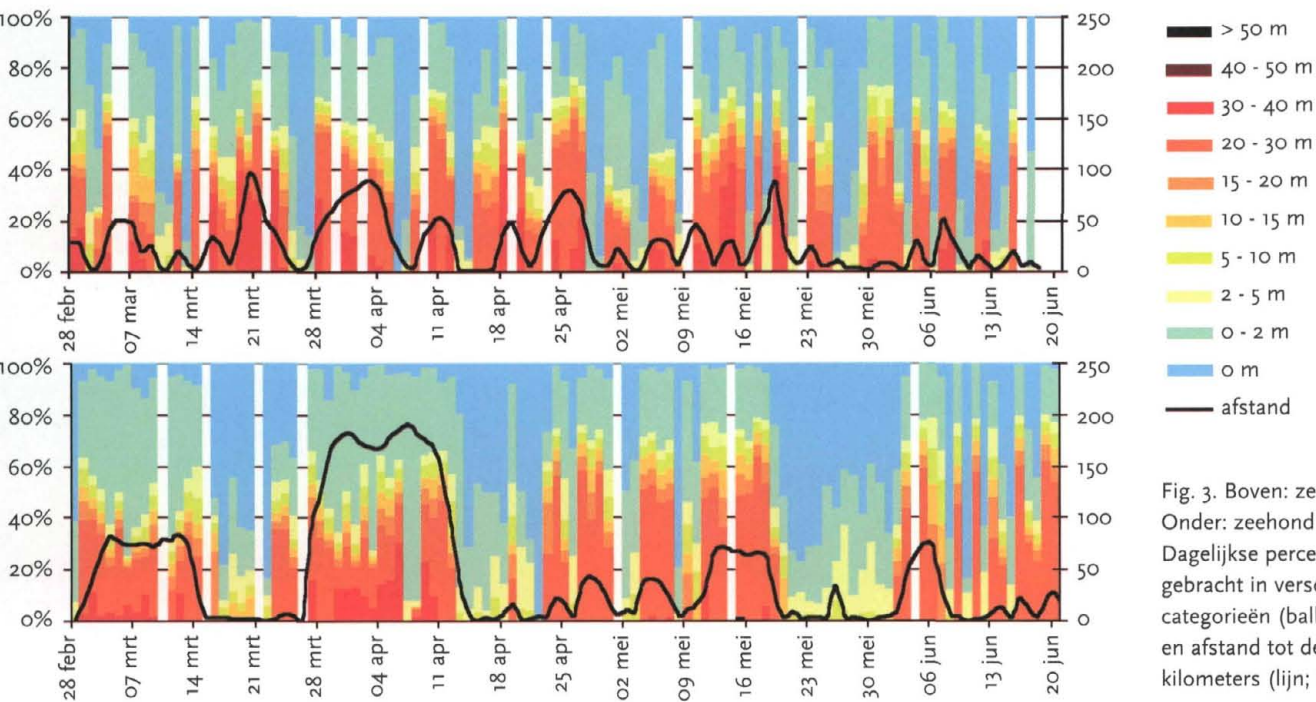 100%
80%
60%
40%
20%
0%
250
200
150
100
50
0
28 febr
07 mar
14 mrt
21 mrt
28 mrt
04 apr
11 apr
18 apr
25 apr
02 mei
09 mei
16 mei
23 mei
30 mei
06 jun
13 jun
20 jun
100%
80%
60%
40%
20%
0%
250
200
150
100
50
0
28 febr
07 mrt
14 mrt
21 mrt
28 mrt
04 apr
11 apr
18 apr
25 apr
02 mei
09 mei
16 mei
23 mei
30 mei
06 jun
13 jun
20 jun
> 50 m
40 - 50 m
30 - 40 m
20 - 30 m
15 - 20 m
10 - 15 m
5 - 10 m
2 - 5 m
0 - 2 m
0 m
afstand
Fig. 3. Boven: ze
Onder: zeehond
Dagelijkse perce
gebracht in verso
categorieën (ball
en afstand tot de
kilometers (lijn;